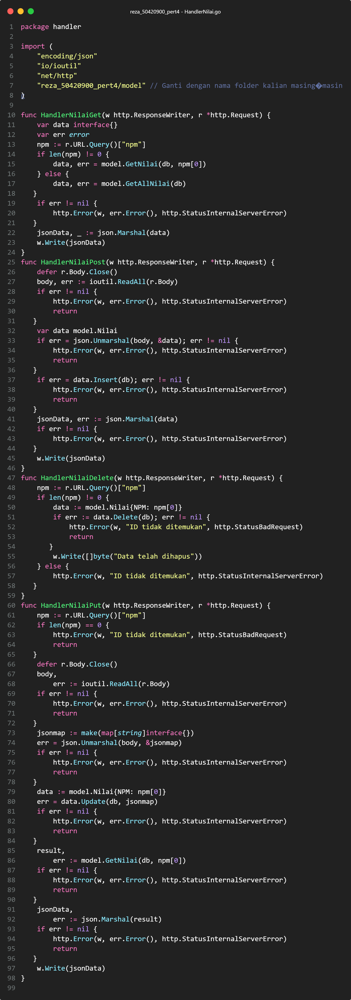 reza_50420900_pert4 - HandlerNilai.go
1 package handler
2
3 import (
4     "encoding/json"
5     "io/ioutil"
6     "net/http"
7     "reza_50420900_pert4/model" // Ganti dengan nama folder kalian masing�masin
8 )g
9
10 func HandlerNilaiGet(w http.ResponseWriter, r *http.Request) {
11     var data interface{}
12     var err error
13     npm := r.URL.Query()["npm"]
14     if len(npm) != 0 {
15         data, err = model.GetNilai(db, npm[0])
16     } else {
17         data, err = model.GetAllNilai(db)
18    }
19     if err != nil {
20         http.Error(w, err.Error(), http.StatusInternalServerError)
21    }
22     jsonData, _ := json.Marshal(data)
23     w.Write(jsonData)
24 }
25 func HandlerNilaiPost(w http.ResponseWriter, r *http.Request) {
26     defer r.Body.Close()
27     body, err := ioutil.ReadAll(r.Body)
28     if err != nil {
29         http.Error(w, err.Error(), http.StatusInternalServerError)
30         return
31    }
32     var data model.Nilai
33     if err = json.Unmarshal(body, &data); err != nil {
34         http.Error(w, err.Error(), http.StatusInternalServerError)
35         return
36    }
37     if err = data.Insert(db); err != nil {
38         http.Error(w, err.Error(), http.StatusInternalServerError)
39         return
40    }
41     jsonData, err := json.Marshal(data)
42     if err != nil {
43         http.Error(w, err.Error(), http.StatusInternalServerError)
44    }
45     w.Write(jsonData)
46 }
47 func HandlerNilaiDelete(w http.ResponseWriter, r *http.Request) {
48     npm := r.URL.Query()["npm"]
49     if len(npm) != 0 {
50         data := model.Nilai{NPM: npm[0]}
51         if err := data.Delete(db); err != nil {
52             http.Error(w, "ID tidak ditemukan", http.StatusBadRequest)
53             return
54        }
55         w.Write([]byte("Data telah dihapus"))
56     } else {
57         http.Error(w, "ID tidak ditemukan", http.StatusInternalServerError)
58    }
59 }
60 func HandlerNilaiPut(w http.ResponseWriter, r *http.Request) {
61     npm := r.URL.Query()["npm"]
62     if len(npm) == 0 {
63         http.Error(w, "ID tidak ditemukan", http.StatusBadRequest)
64         return
65    }
66     defer r.Body.Close()
67     body,
68         err := ioutil.ReadAll(r.Body)
69     if err != nil {
70         http.Error(w, err.Error(), http.StatusInternalServerError)
71         return
72    }
73     jsonmap := make(map[string]interface{})
74     err = json.Unmarshal(body, &jsonmap)
75     if err != nil {
76         http.Error(w, err.Error(), http.StatusInternalServerError)
77         return
78    }
79     data := model.Nilai{NPM: npm[0]}
80     err = data.Update(db, jsonmap)
81     if err != nil {
82         http.Error(w, err.Error(), http.StatusInternalServerError)
83         return
84    }
85     result,
86         err := model.GetNilai(db, npm[0])
87     if err != nil {
88         http.Error(w, err.Error(), http.StatusInternalServerError)
89         return
90    }
91     jsonData,
92         err := json.Marshal(result)
93     if err != nil {
94         http.Error(w, err.Error(), http.StatusInternalServerError)
95         return
96    }
97     w.Write(jsonData)
98 }
99